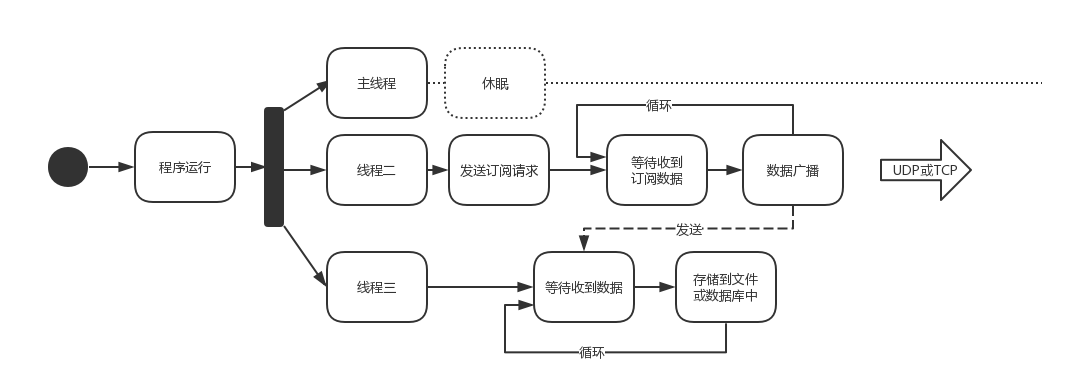 主线程
休眠
循环
程序运行
线程二
发送订阅请求
等待收到
订阅数据
数据广播
UDP或TCP
发送
线程三
等待收到数据
存储到文件
或数据库中
循环